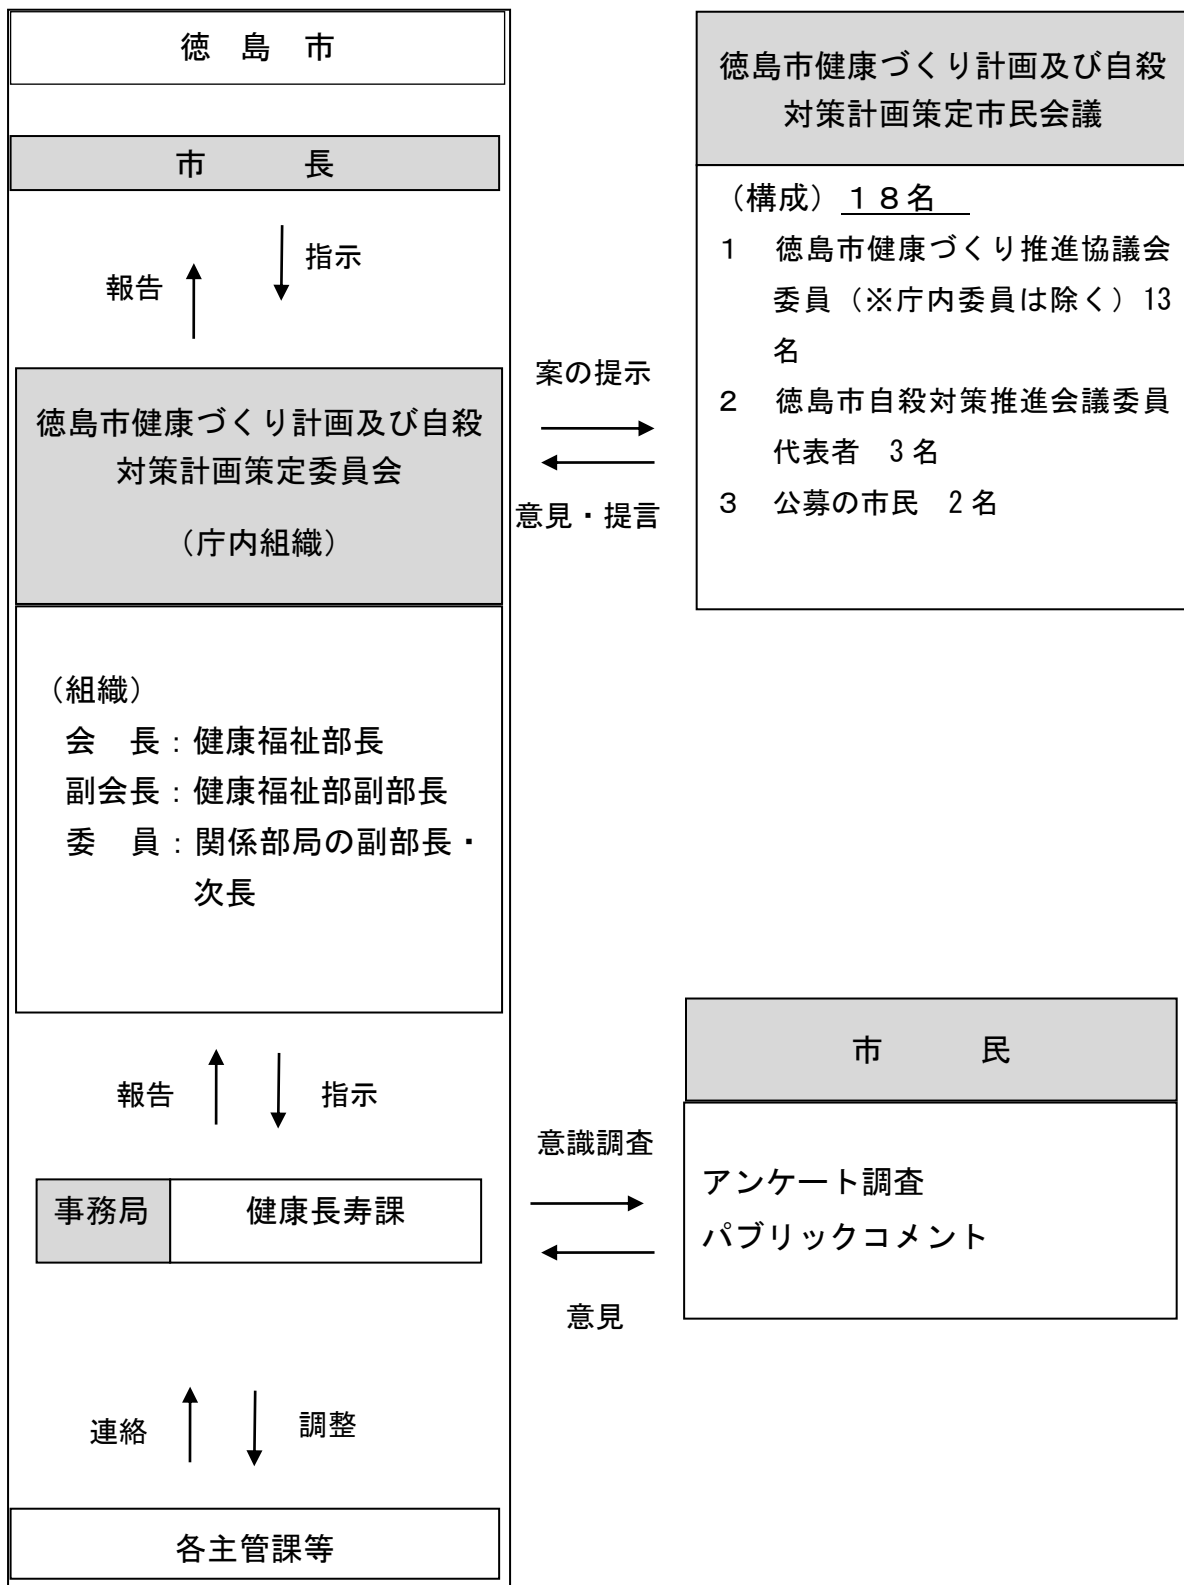 徳　島　市
市　　　長
報告
指示
徳島市健康づくり計画及び自殺
対策計画策定委員会
（庁内組織）
（組織）
会　長：健康福祉部長
副会長：健康福祉部副部長
委　員：関係部局の副部長・
次長
報告
指示
事務局
健康長寿課
連絡
調整
各主管課等
案の提示
意見・提言
徳島市健康づくり計画及び自殺
対策計画策定市民会議
（構成）１８名
１　徳島市健康づくり推進協議会
委員（※庁内委員は除く）13
名
２　徳島市自殺対策推進会議委員
代表者　3名
３　公募の市民　2名
意識調査
意見
市　　　民
アンケート調査
パブリックコメント